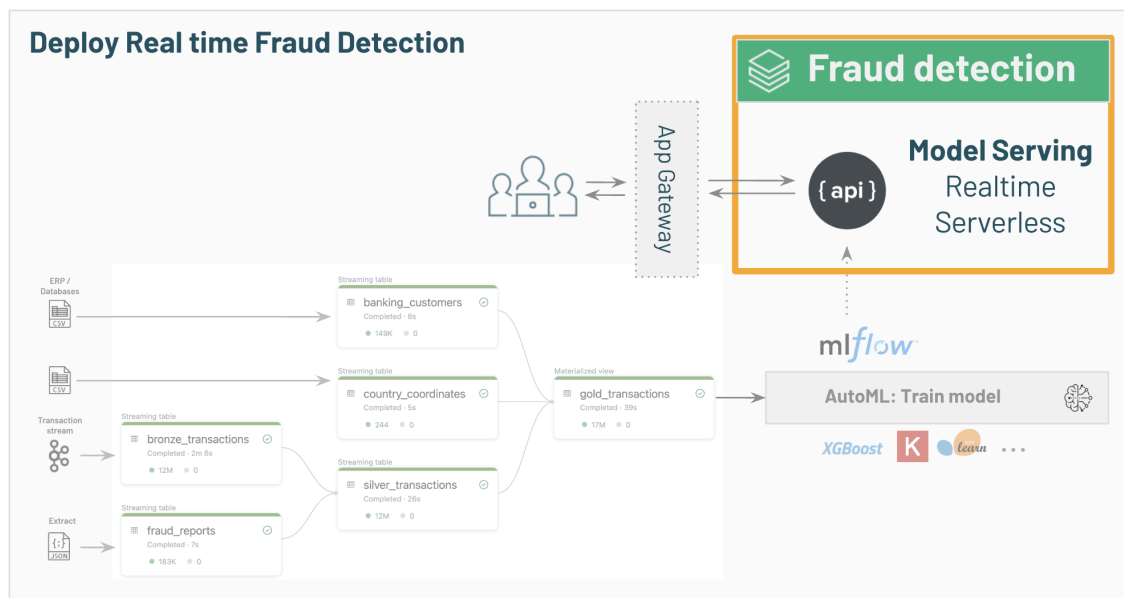 Deploy Real time Fraud Detection
Fraud detection
Model Serving
Realtime
Serverless
{ api }
App Gateway
ERP /
Databases
CSV
Streaming table
banking_customers
Completed · 8s
149K 0
CSV
Streaming table
country_coordinates
Completed · 5s
244 0
Materialized view
gold_transactions
Completed · 39s
17M 0
mlflow
AutoML: Train model
XGBoost
K
learn
...
Transaction
stream
Streaming table
bronze_transactions
Completed · 2m 6s
12M 0
Streaming table
silver_transactions
Completed · 26s
12M 0
Extract
{;}
JSON
Streaming table
fraud_reports
Completed · 7s
183K 0